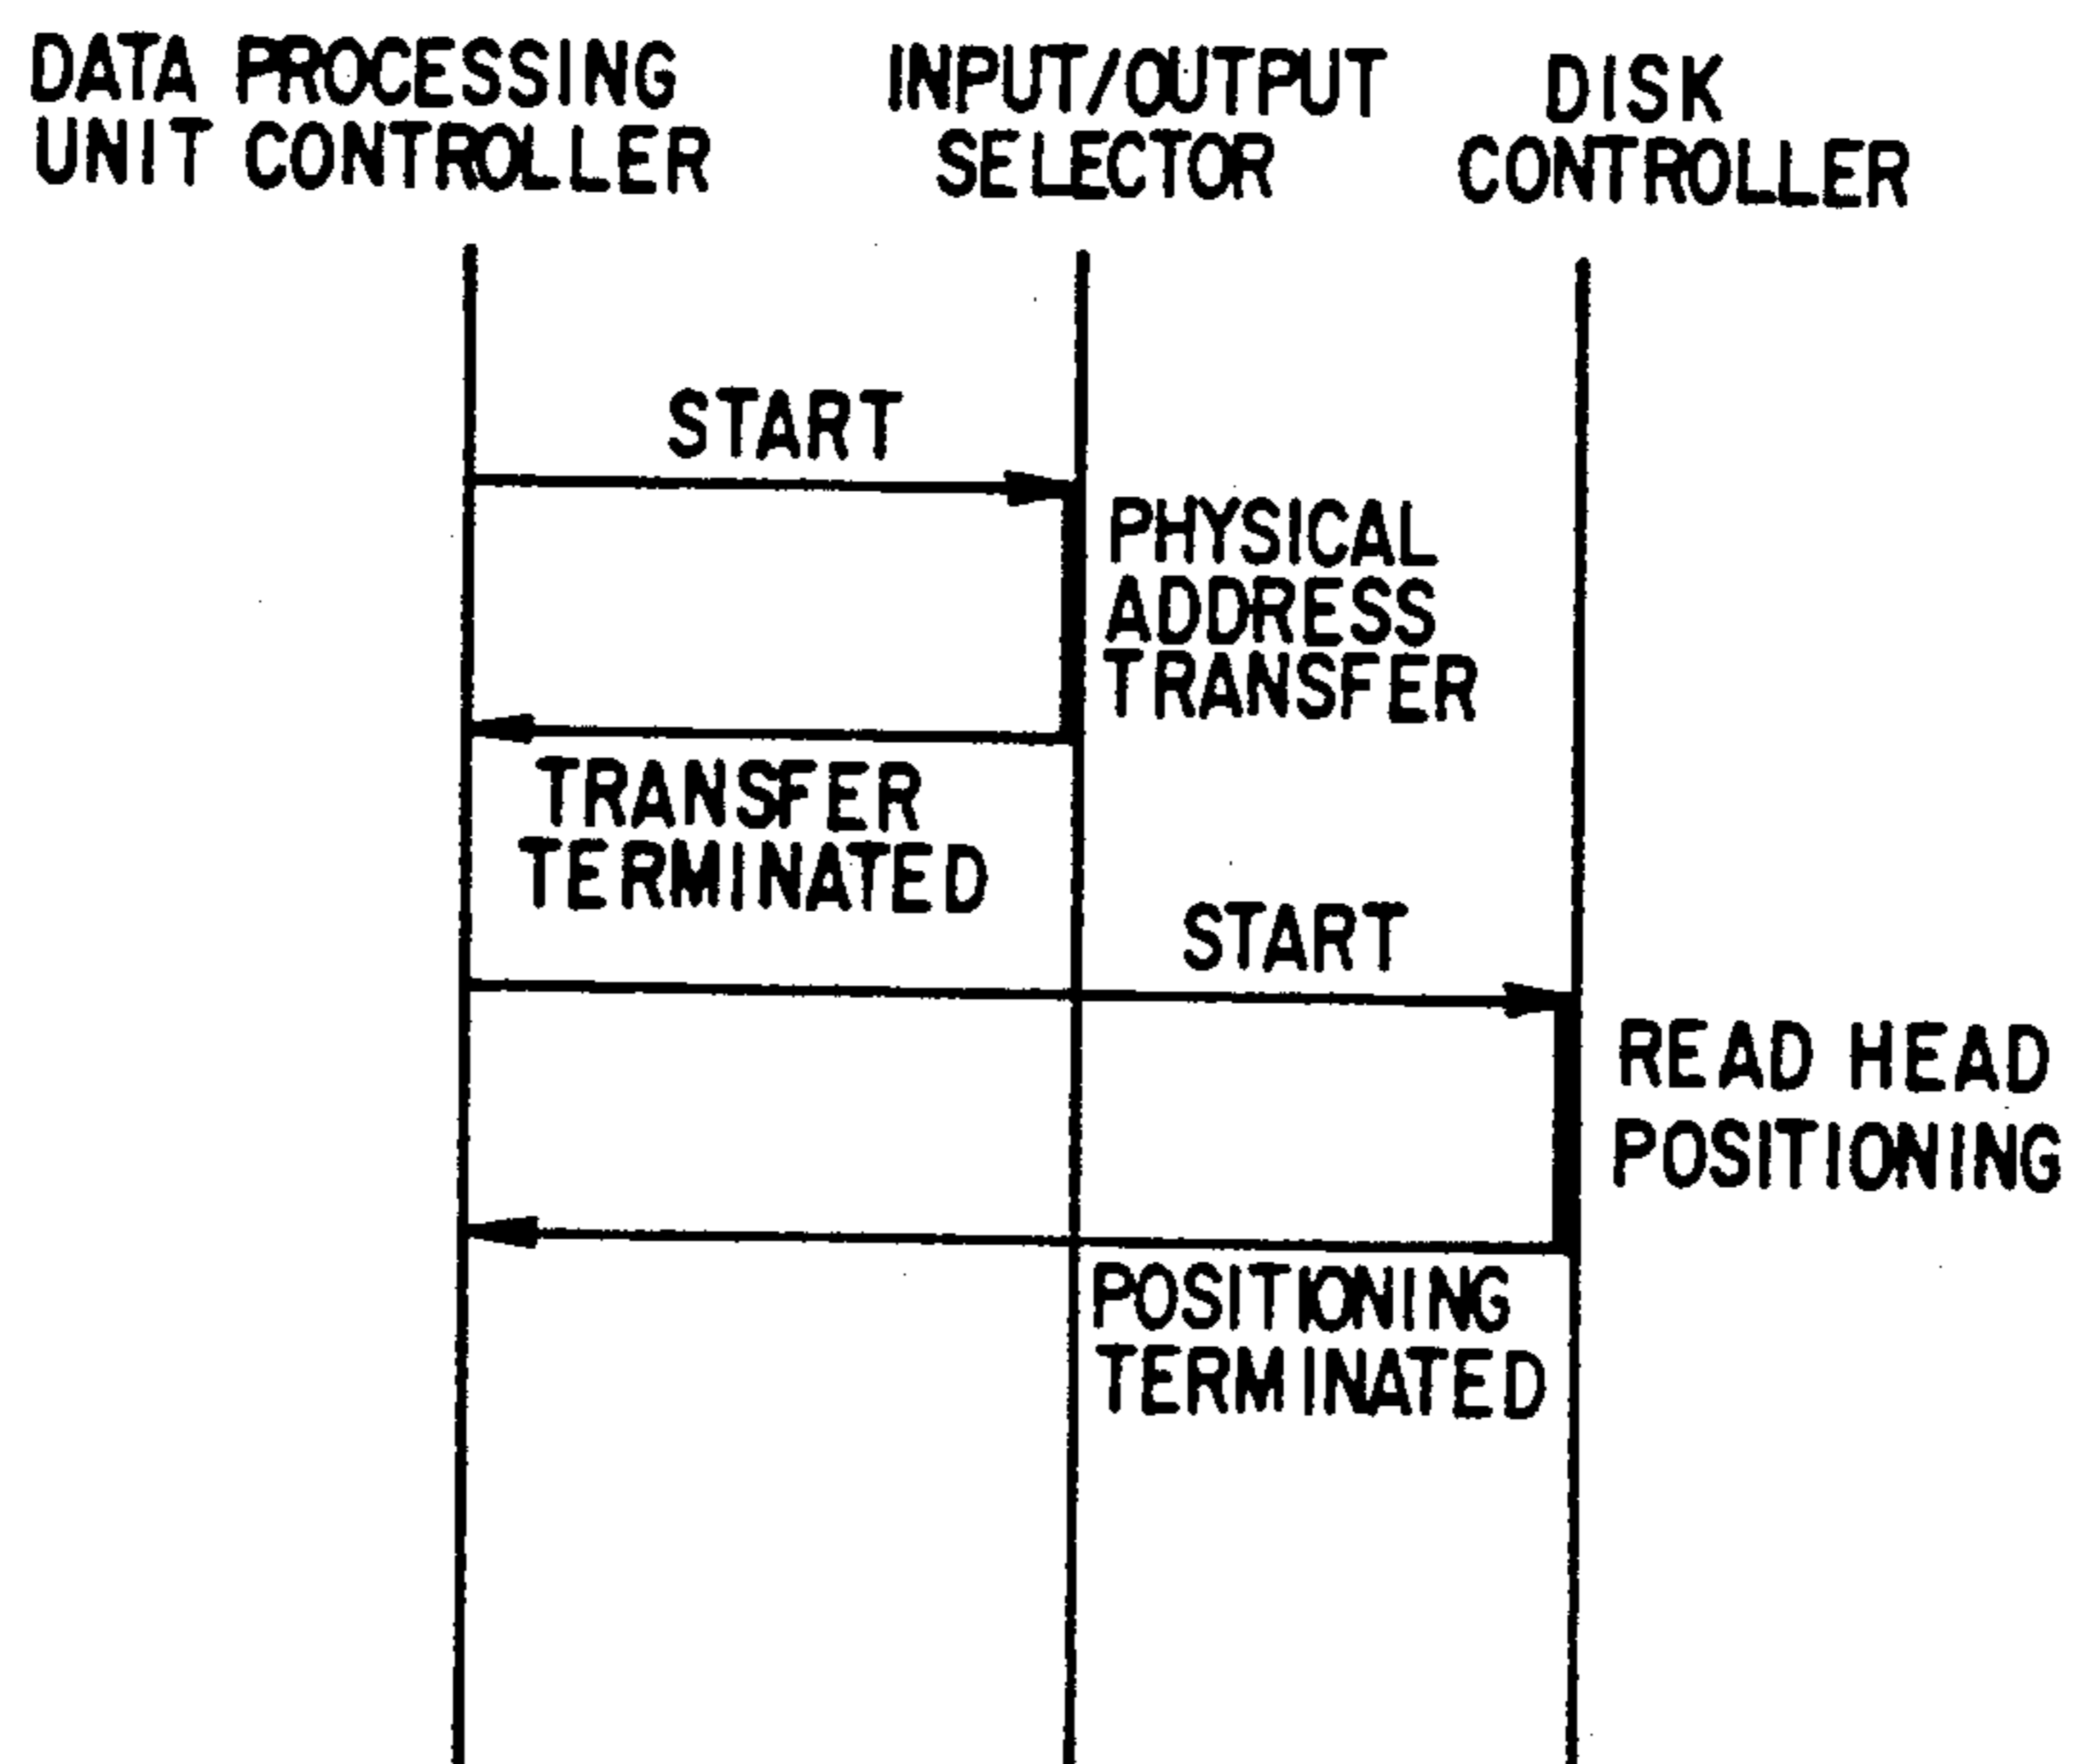 DATA PROCESSING
UNIT CONTROLLER
INPUT/OUTPUT
SELECTOR
DISK
CONTROLLER
START
PHYSICAL
ADDRESS
TRANSFER
TRANSFER
TERMINATED
START
READ HEAD
POSITIONING
POSITIONING
TERMINATED